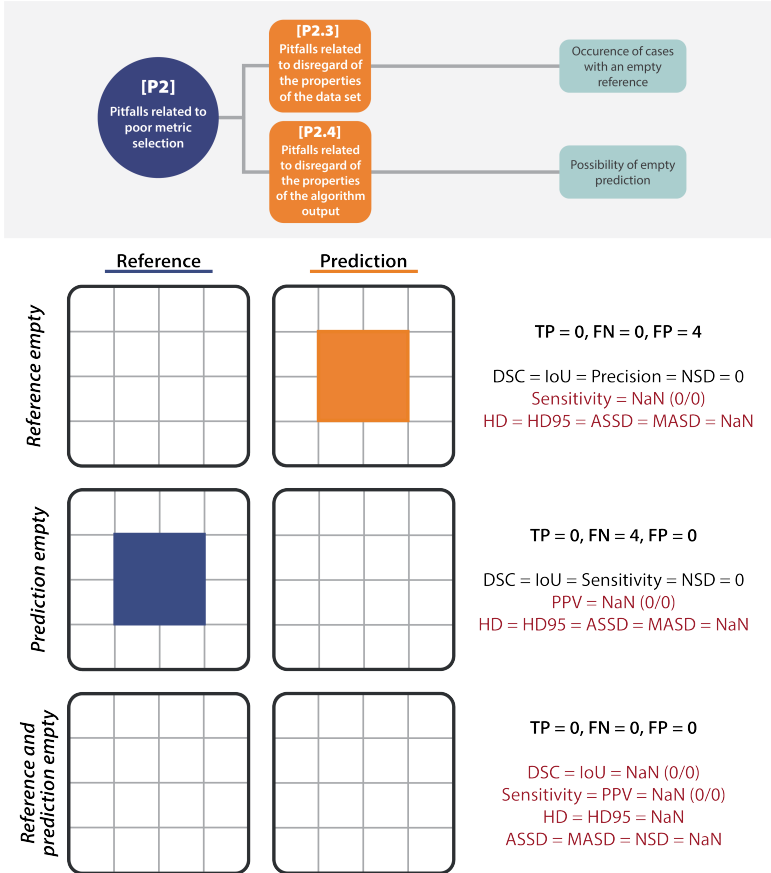 [P2]
Pitfalls related to
poor metric
selection
[P2.3]
Pitfalls related
to disregard of
the properties
of the data set
[P2.4]
Pitfalls related
to disregard of
the properties
of the algorithm
output
Occurence of cases
with an empty
reference
Possibility of empty
prediction
Reference
Prediction
Reference empty
TP = 0, FN = 0, FP = 4
DSC = IoU = Precision = NSD = 0
Sensitivity = NaN (0/0)
HD = HD95 = ASSD = MASD = NaN
Prediction empty
TP = 0, FN = 4, FP = 0
DSC = IoU = Sensitivity = NSD = 0
PPV = NaN (0/0)
HD = HD95 = ASSD = MASD = NaN
Reference and
prediction empty
TP = 0, FN = 0, FP = 0
DSC = IoU = NaN (0/0)
Sensitivity = PPV = NaN (0/0)
HD = HD95 = NaN
ASSD = MASD = NSD = NaN